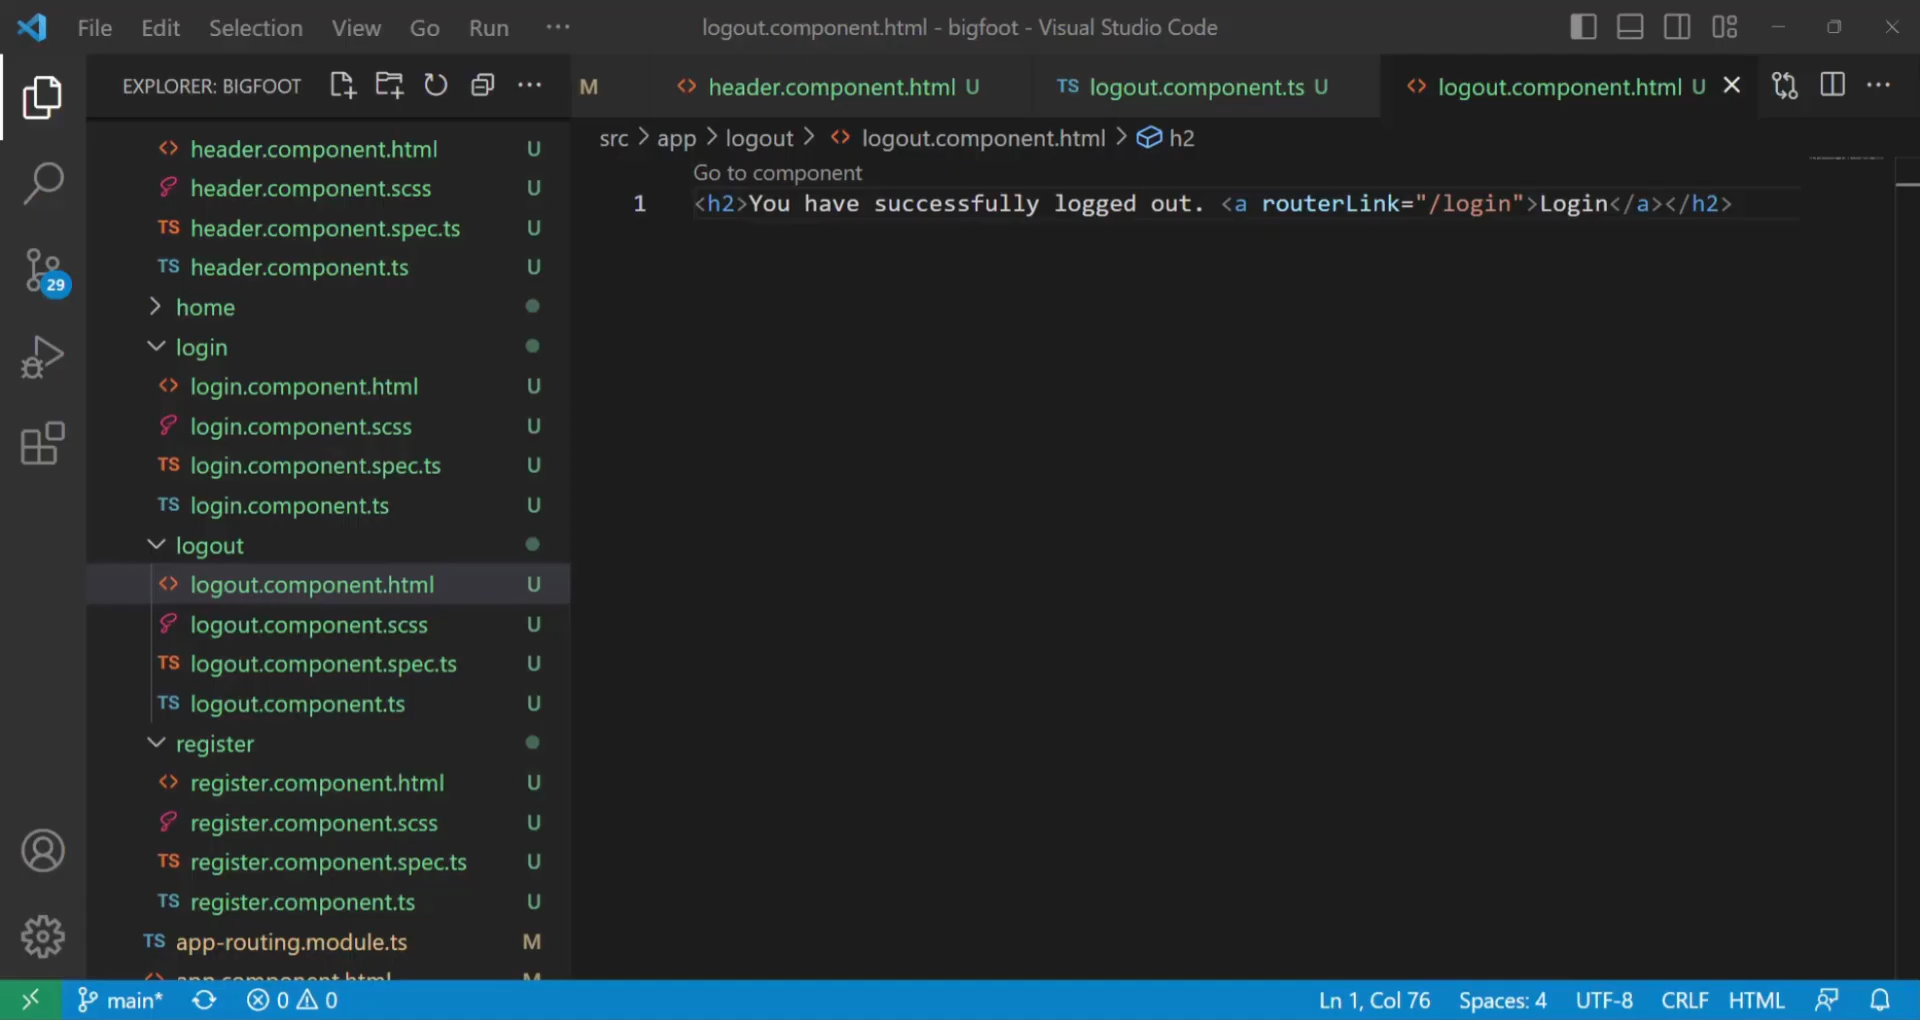 File Edit Selection View Go Run ··· logout.component.html - bigfoot - Visual Studio Code
EXPLORER: BIGFOOT
M
<> header.component.html U
TS logout.component.ts U
<> logout.component.html U
src > app > logout > <> logout.component.html > h2
Go to component
1 <h2>You have successfully logged out. <a routerLink="/login">Login</a></h2>
<> header.component.html U
header.component.scss U
TS header.component.spec.ts U
TS header.component.ts U
home
login
<> login.component.html U
login.component.scss U
TS login.component.spec.ts U
TS login.component.ts U
logout
<> logout.component.html U
logout.component.scss U
TS logout.component.spec.ts U
TS logout.component.ts U
register
<> register.component.html U
register.component.scss U
TS register.component.spec.ts U
TS register.component.ts U
TS app-routing.module.ts M
<> app.component.html M
29
main* 0 0 Ln 1, Col 76 Spaces: 4 UTF-8 CRLF HTML